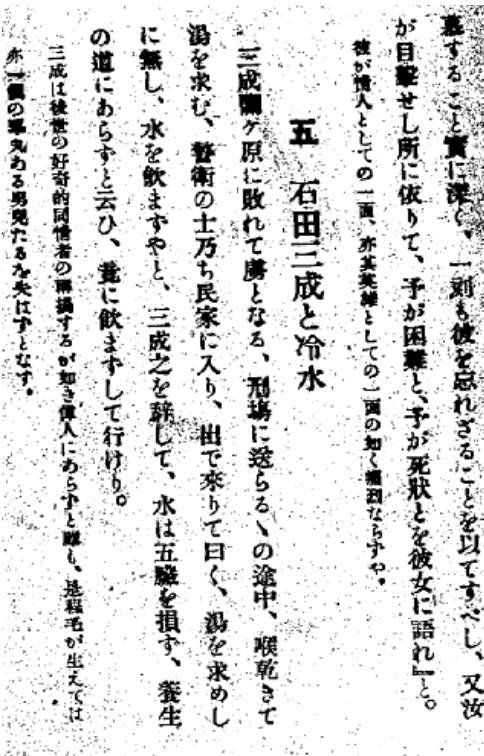 慕すること實に深く、一刻も彼を忘れざることを以てすべし、又汝
が目撃せし所に依りて、予が困難と、予が死狀とを彼女に語れ』と。
彼が情人としての一面、亦其英雄としての一面の如く痛烈ならずや。
五 石田三成と冷水
三成關ケ原に敗れて虜となる、刑場に送らるゝの途中、喉乾きて
湯を求む、警衛の士乃ち民家に入り、出で來りて曰く、湯を求めし
に無し、水を飲ますやと、三成之を辭して、水は五臟を損す、養生
の道にあらずと云ひ、竟に飲まずして行けり。
三成は後世の好奇的同情者の稱揚するが如き偉人にあらずと雖も、是程毛が生えては
亦一個の睾丸ある男兒たるを失はずとなす。